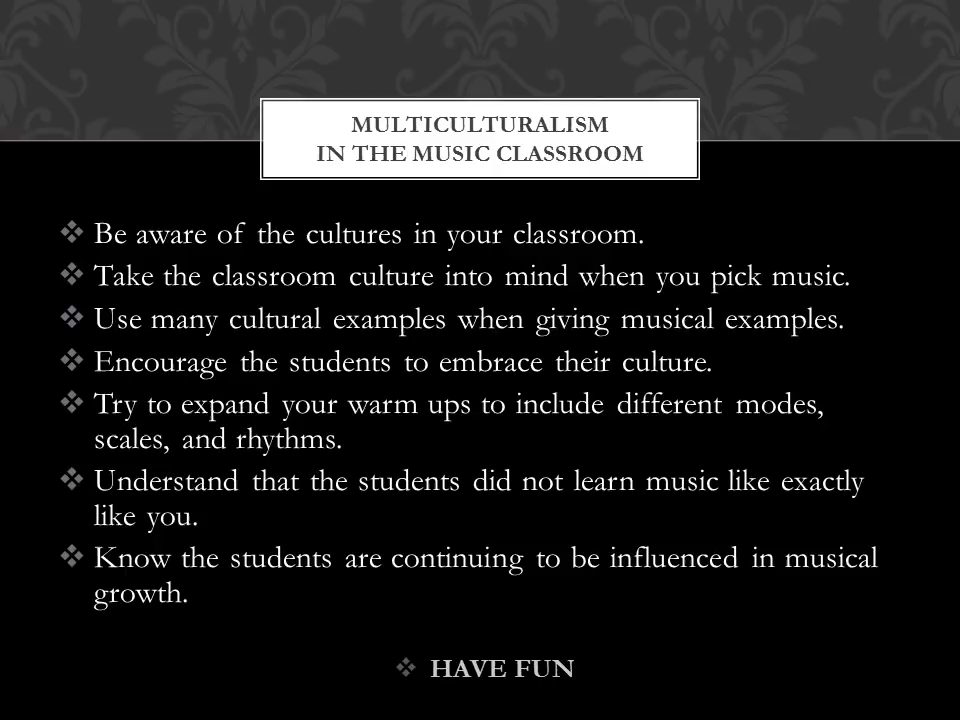 MULTICULTURALISM
IN THE MUSIC CLASSROOM
Be aware of the cultures in your classroom.
Take the classroom culture into mind when you pick music.
Use many cultural examples when giving musical examples.
Encourage the students to embrace their culture.
Try to expand your warm ups to include different modes,
scales, and rhythms.
Understand that the students did not learn music like exactly
like you.
Know the students are continuing to be influenced in musical
growth.
HAVE FUN